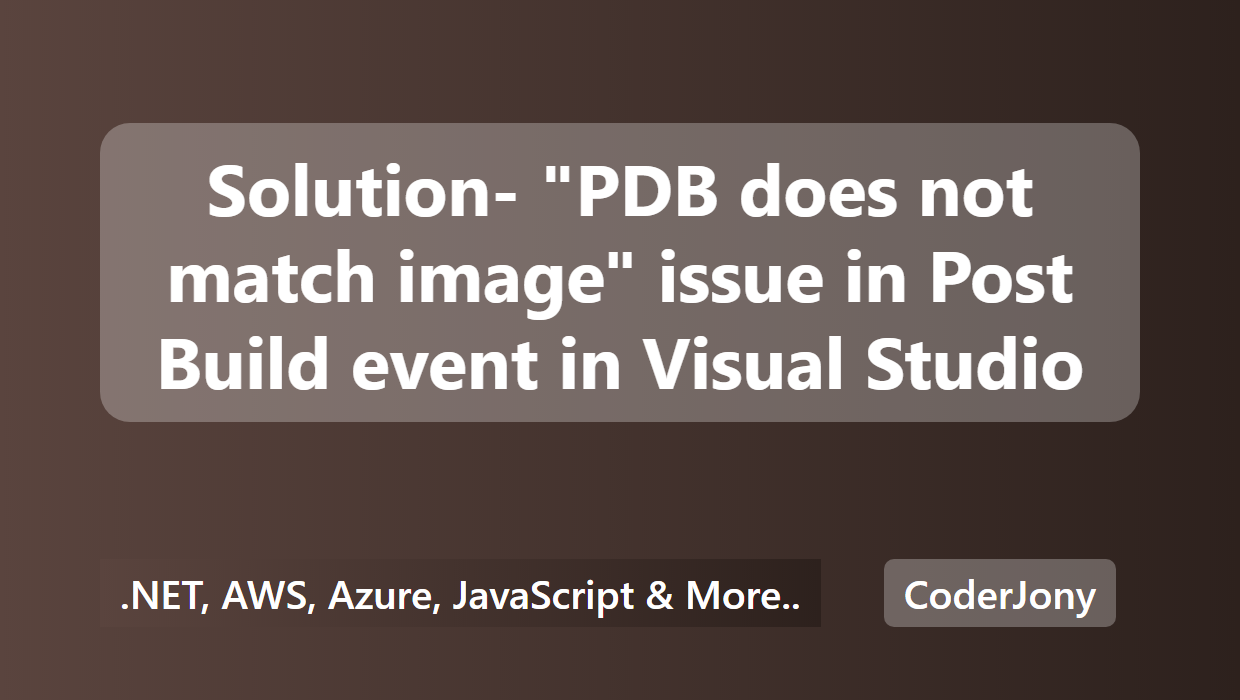 Solution- "PDB does not
match image" issue in Post
Build event in Visual Studio
.NET, AWS, Azure, JavaScript & More..
CoderJony